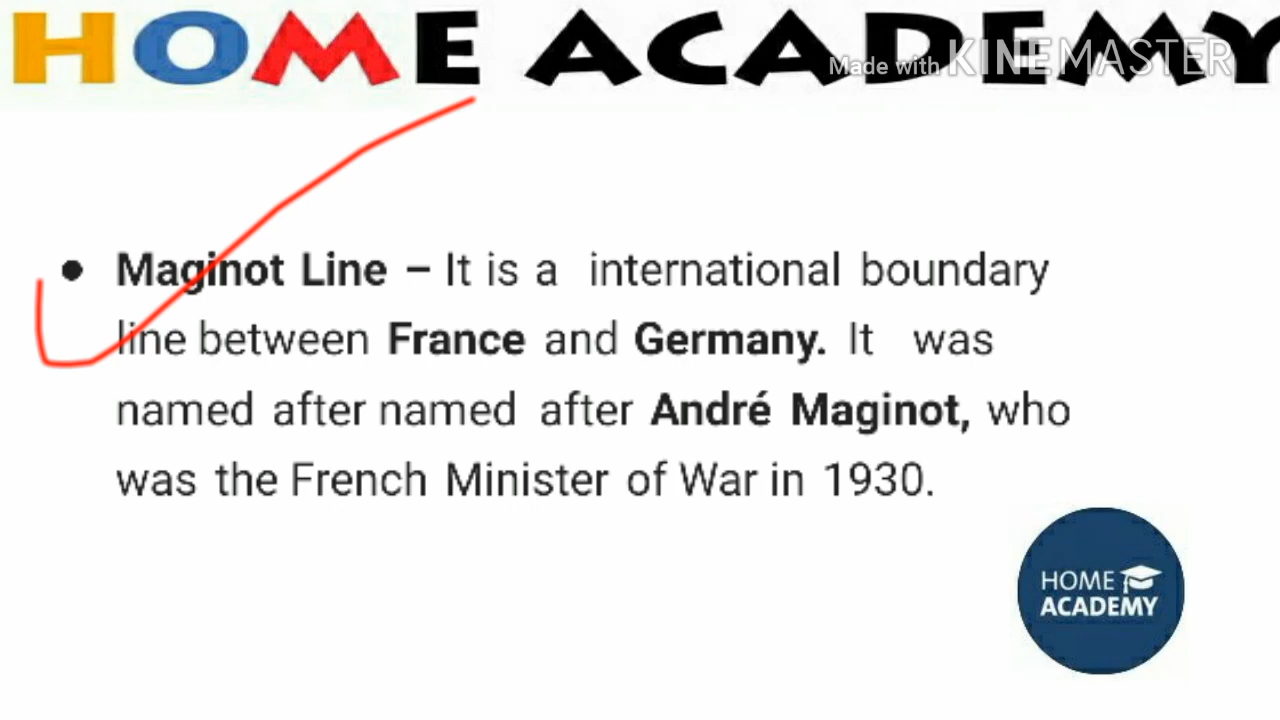 HOME ACADEMY
Made with KINEMASTER
• Maginot Line – It is a international boundary
line between France and Germany. It was
named after named after André Maginot, who
was the French Minister of War in 1930.
HOME
ACADEMY